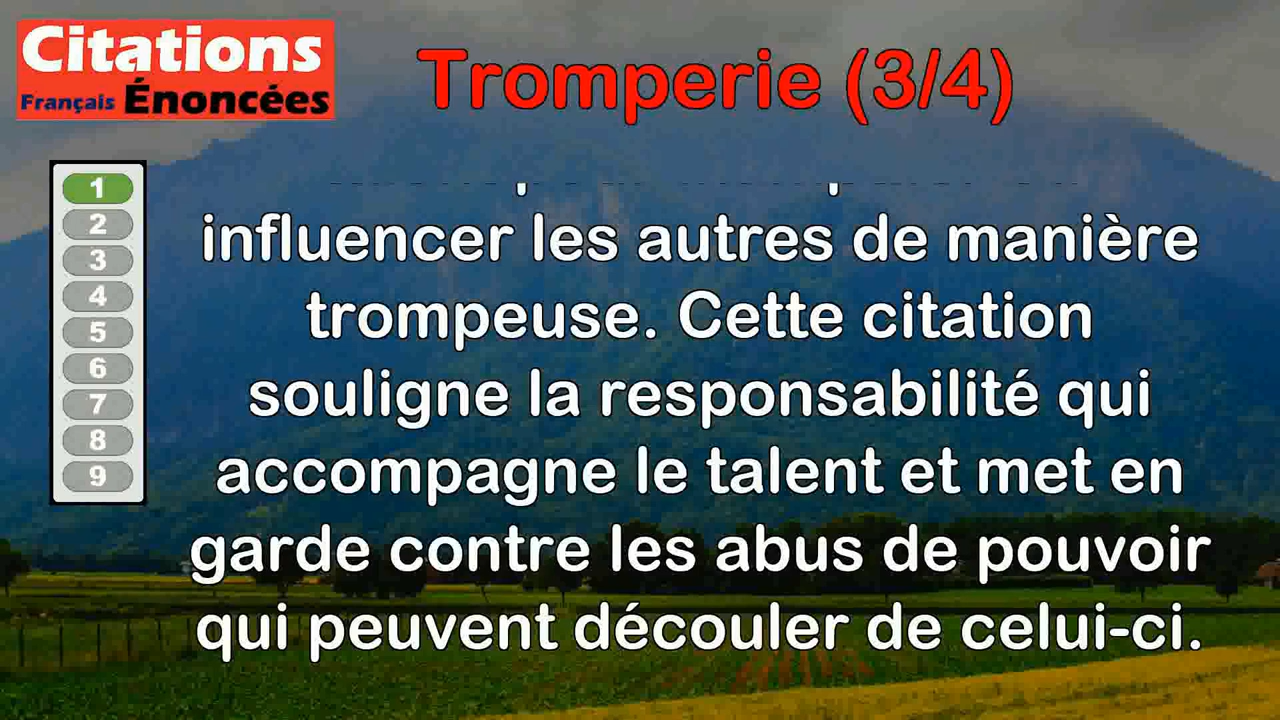 Citations
Français Énoncées
Tromperie (3/4)
1
2
3
4
5
6
7
8
9
influencer les autres de manière
trompeuse. Cette citation
souligne la responsabilité qui
accompagne le talent et met en
garde contre les abus de pouvoir
qui peuvent découler de celui-ci.